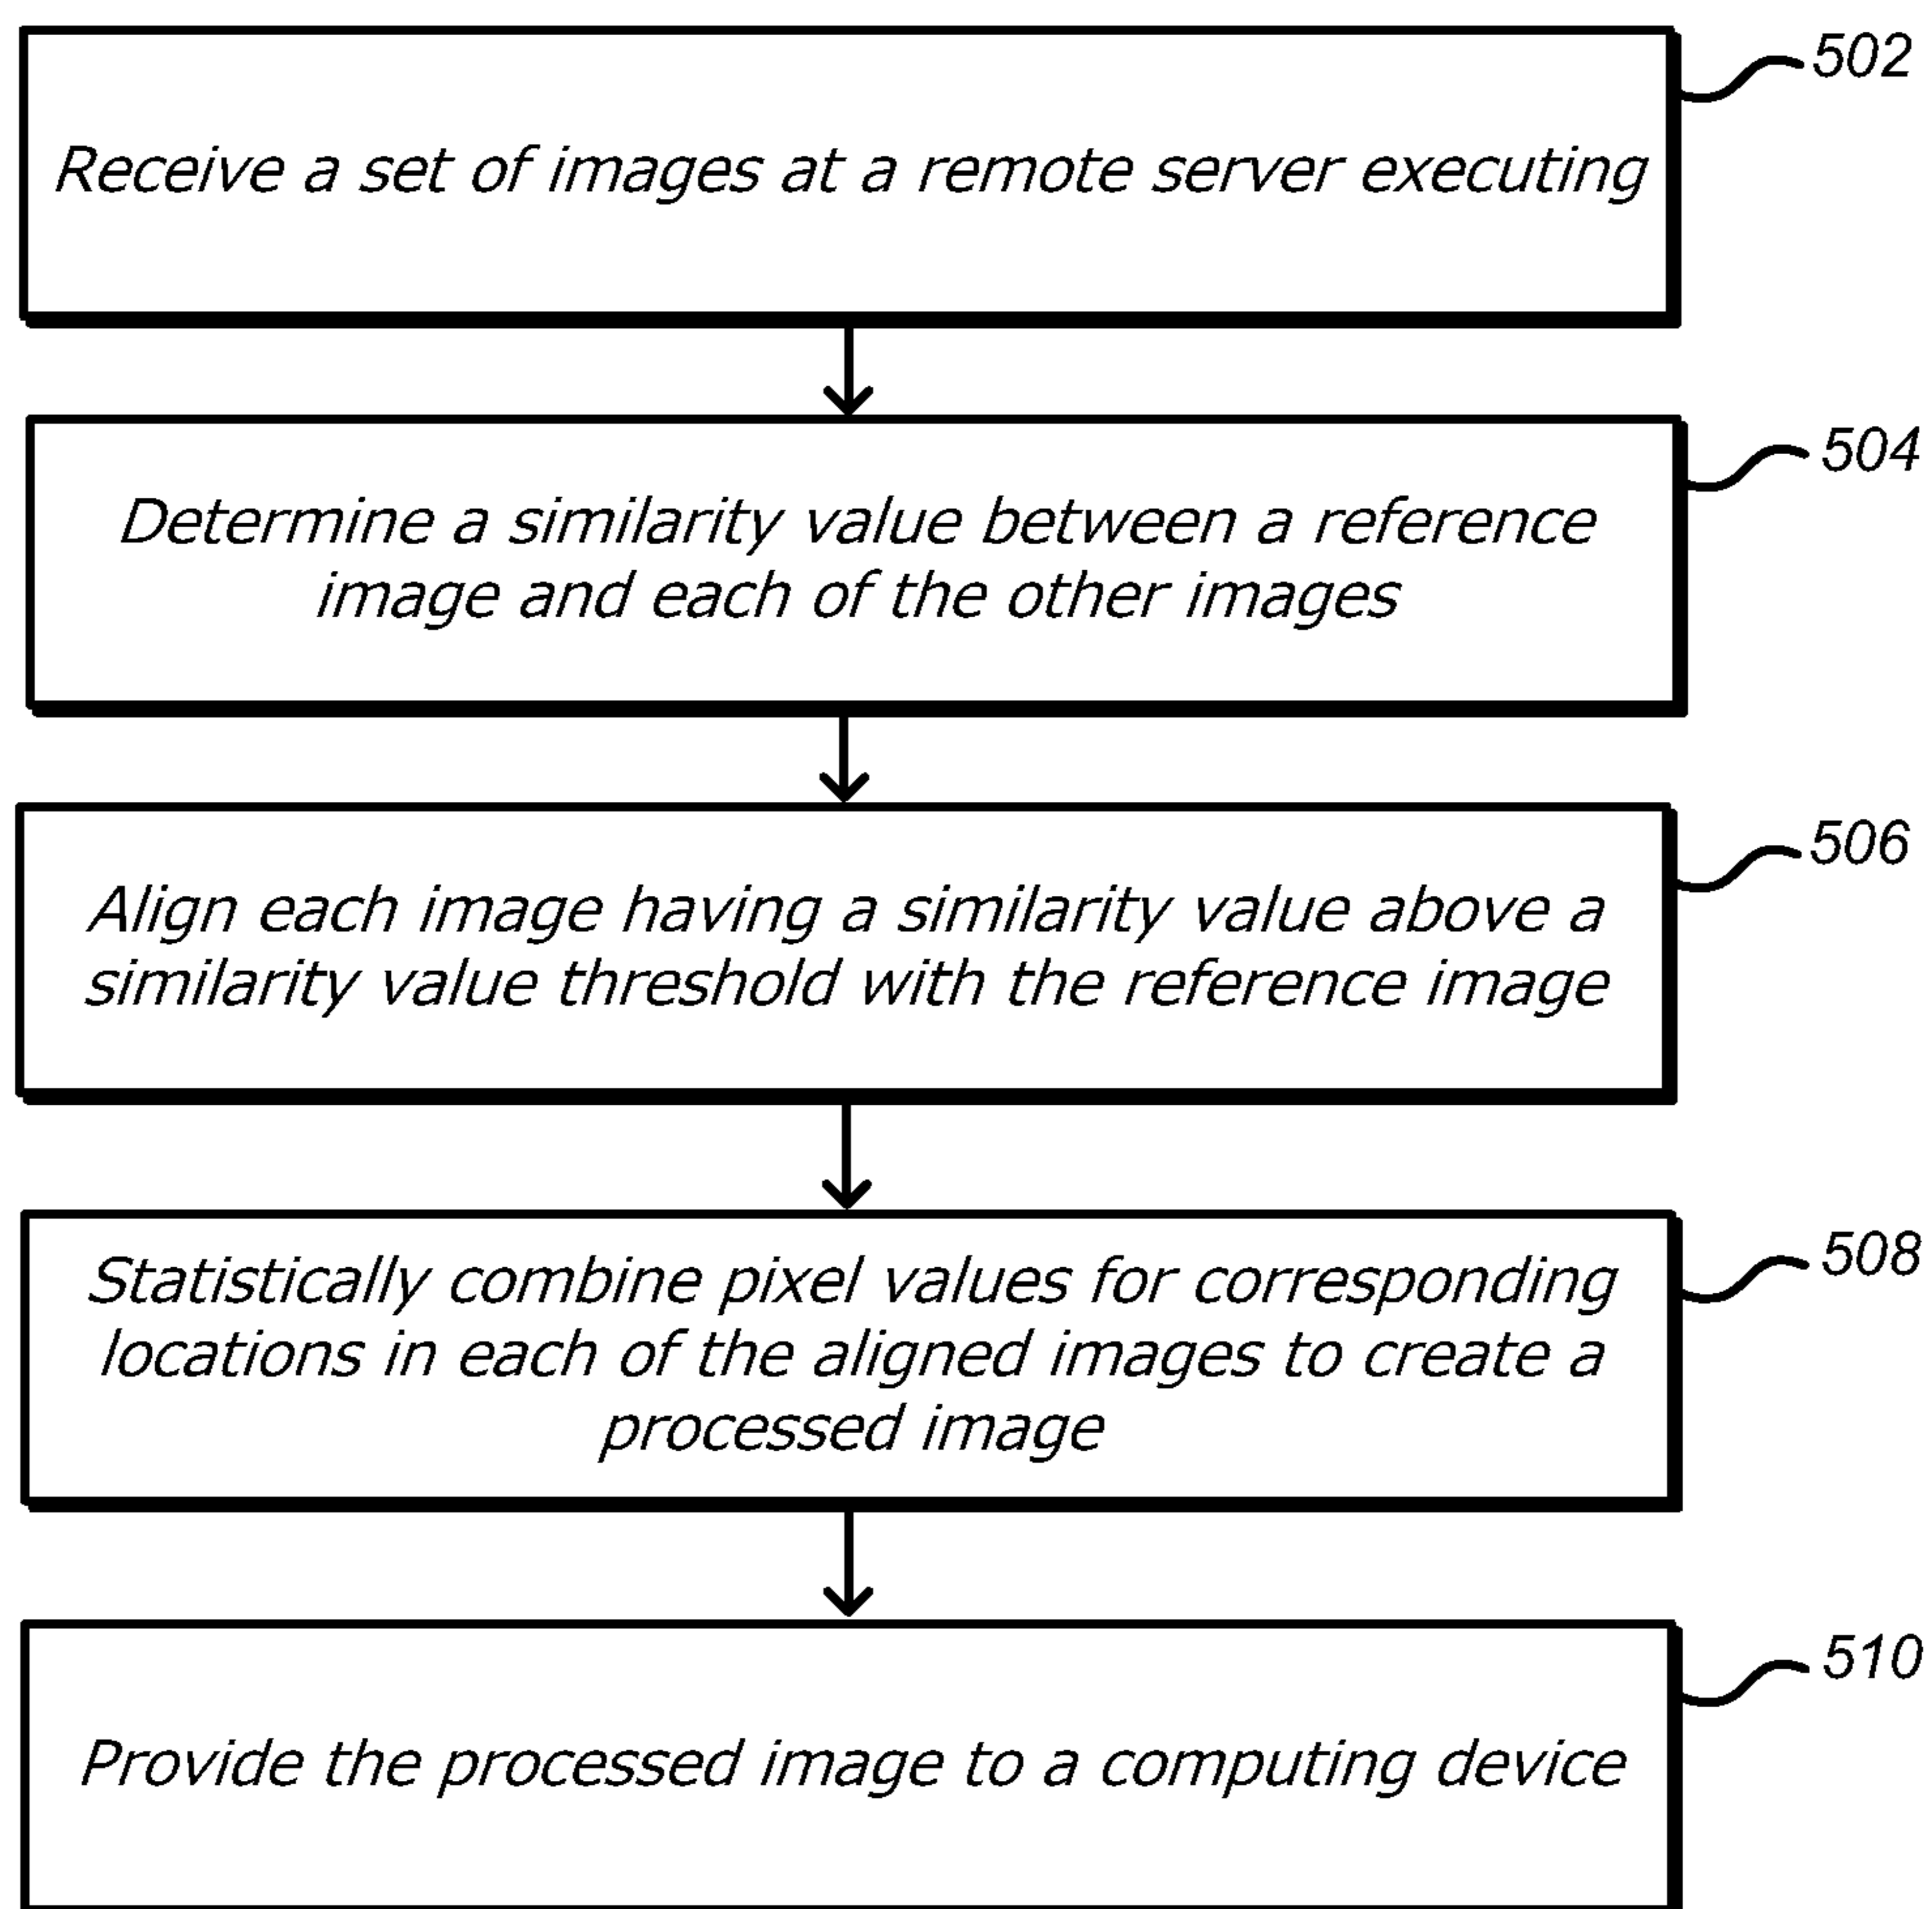 502
Receive a set of images at a remote server executing
504
Determine a similarity value between a reference
image and each of the other images
506
Align each image having a similarity value above a
similarity value threshold with the reference image
508
Statistically combine pixel values for corresponding
locations in each of the aligned images to create a
processed image
510
Provide the processed image to a computing device